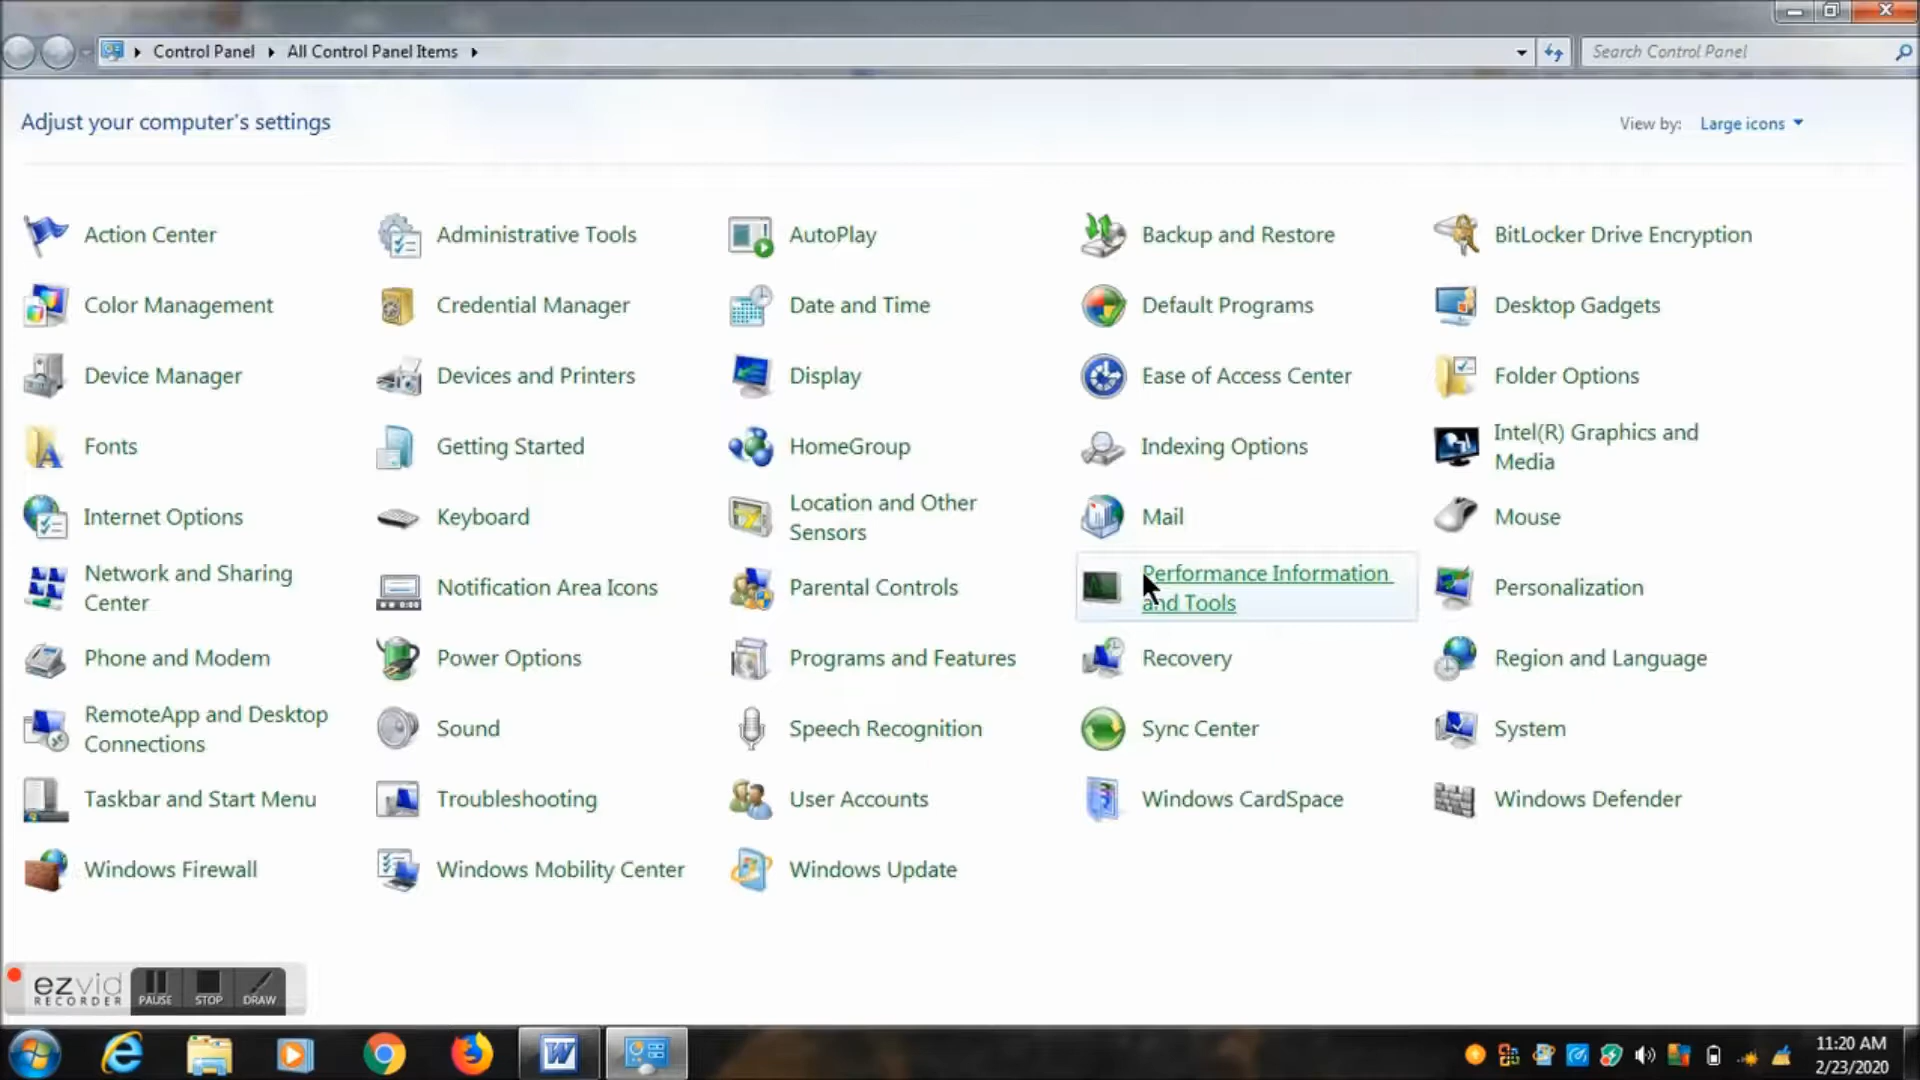 Control Panel
All Control Panel Items
Search Control Panel
Adjust your computer's settings
View by:
Large icons
Action Center
Administrative Tools
AutoPlay
Backup and Restore
BitLocker Drive Encryption
Color Management
Credential Manager
Date and Time
Default Programs
Desktop Gadgets
Device Manager
Devices and Printers
Display
Ease of Access Center
Folder Options
Fonts
Getting Started
HomeGroup
Indexing Options
Intel(R) Graphics and
Media
Internet Options
Keyboard
Location and Other
Sensors
Mail
Mouse
Network and Sharing
Center
Notification Area Icons
Parental Controls
Performance Information
and Tools
Personalization
Phone and Modem
Power Options
Programs and Features
Recovery
Region and Language
RemoteApp and Desktop
Connections
Sound
Speech Recognition
Sync Center
System
Taskbar and Start Menu
Troubleshooting
User Accounts
Windows CardSpace
Windows Defender
Windows Firewall
Windows Mobility Center
Windows Update
ezvid
RECORDER
PAUSE
STOP
DRAW
11:20 AM
2/23/2020